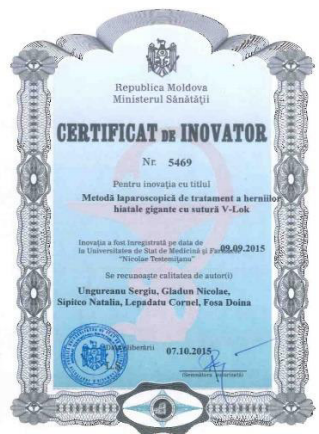 Republica Moldova
Ministerul Sănătăţii
CERTIFICAT DE INOVATOR
Nr. 5469
Pentru inovaţia cu titlul
Metodă laparoscopică de tratament a herniilor
hiatale gigante cu sutură V-Lok
Inovaţia a fost înregistrată pe data de 09.09.2015
la Universitatea de Stat de Medicină şi
"Nicolae Testemiţanu"
Se recunoaşte calitatea de autor(i)
Ungureanu Sergiu, Gladun Nicolae,
Sipitco Natalia, Lepadatu Cornel, Fosa Doina
eliberării 07.10.2015
L.S.